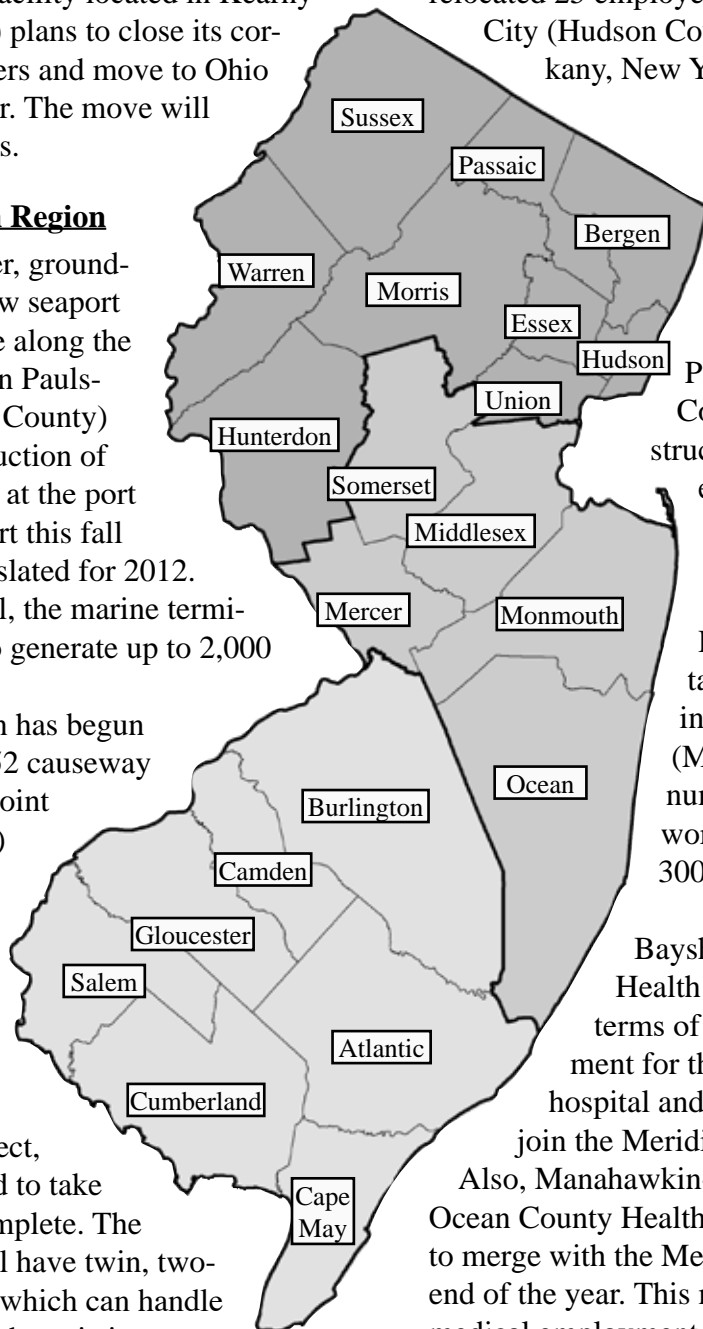 acility located in Kearny
) plans to close its cor-
ers and move to Ohio
r. The move will
s.
Region
er, ground-
w seaport
e along the
n Pauls-
County)
uction of
at the port
rt this fall
slated for 2012.
l, the marine termi-
generate up to 2,000
n has begun
52 causeway
oint
)
ect,
d to take
mplete. The
l have twin, two-
which can handle
Sussex
Passaic
Bergen
Warren
Morris
Essex
Hudson
Union
Hunterdon
Somerset
Middlesex
Mercer
Monmouth
Ocean
Burlington
Camden
Gloucester
Salem
Atlantic
Cumberland
Cape
May
City (Hudson Co
kany, New Y
P
Co
struc
e
ta
in
(M
nur
wor
300
Baysh
Health
terms of
ment for th
hospital and
join the Meridi
Also, Manahawkin-
Ocean County Health
to merge with the Me
end of the year. This